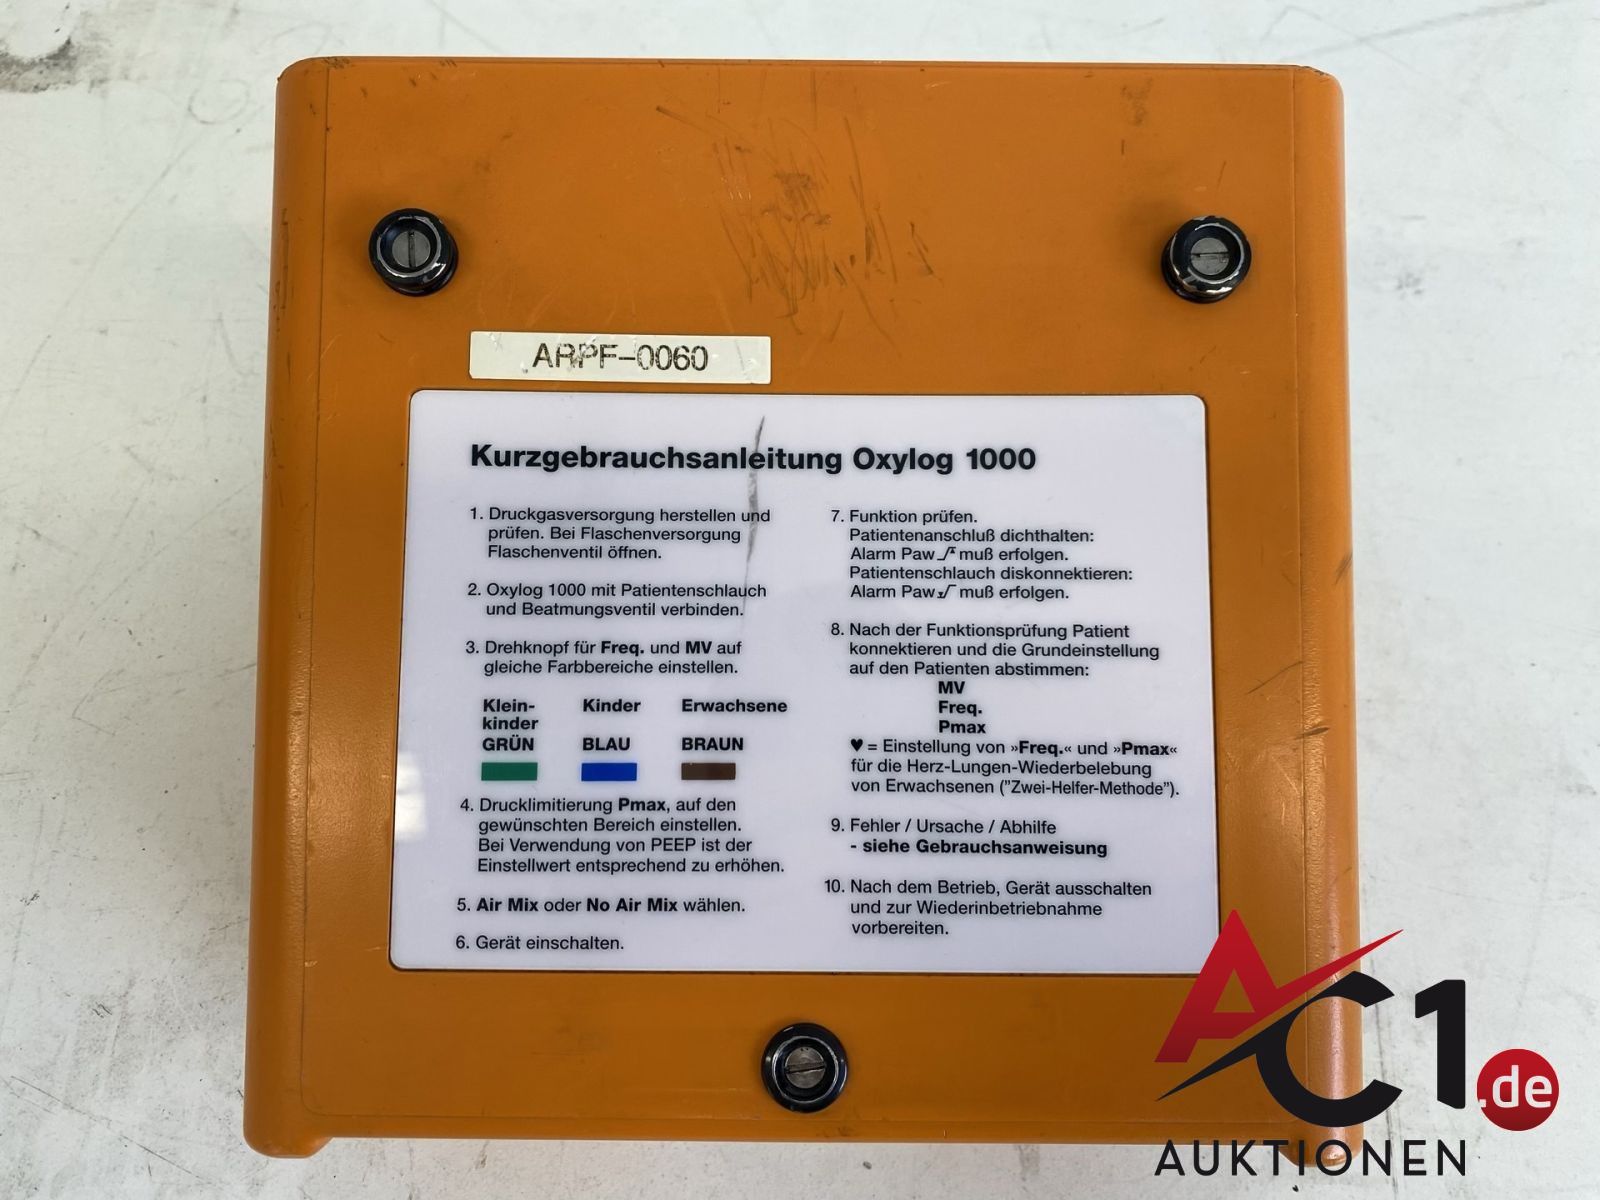 ARPF-0060
Kurzgebrauchsanleitung Oxylog 1000
1. Druckgasversorgung herstellen und
prüfen. Bei Flaschenversorgung
Flaschenventil öffnen.
2. Oxylog 1000 mit Patientenschlauch
und Beatmungsventil verbinden.
3. Drehknopf für Freq. und MV auf
gleiche Farbbereiche einstellen.
Klein-
kinder
GRÜN
Kinder
BLAU
Erwachsene
BRAUN
4. Drucklimitierung Pmax, auf den
gewünschten Bereich einstellen.
Bei Verwendung von PEEP ist der
Einstellwert entsprechend zu erhöhen.
5. Air Mix oder No Air Mix wählen.
6. Gerät einschalten.
7. Funktion prüfen.
Patientenanschluß dichthalten:
Alarm Paw muß erfolgen.
Patientenschlauch diskonnektieren:
Alarm Paw muß erfolgen.
8. Nach der Funktionsprüfung Patient
konnektieren und die Grundeinstellung
auf den Patienten abstimmen:
MV
Freq.
Pmax
♥ = Einstellung von »Freq.« und »Pmax«
für die Herz-Lungen-Wiederbelebung
von Erwachsenen ("Zwei-Helfer-Methode").
9. Fehler / Ursache / Abhilfe
- siehe Gebrauchsanweisung
10. Nach dem Betrieb, Gerät ausschalten
und zur Wiederinbetriebnahme
vorbereiten.
AC1.de
AUKTIONEN